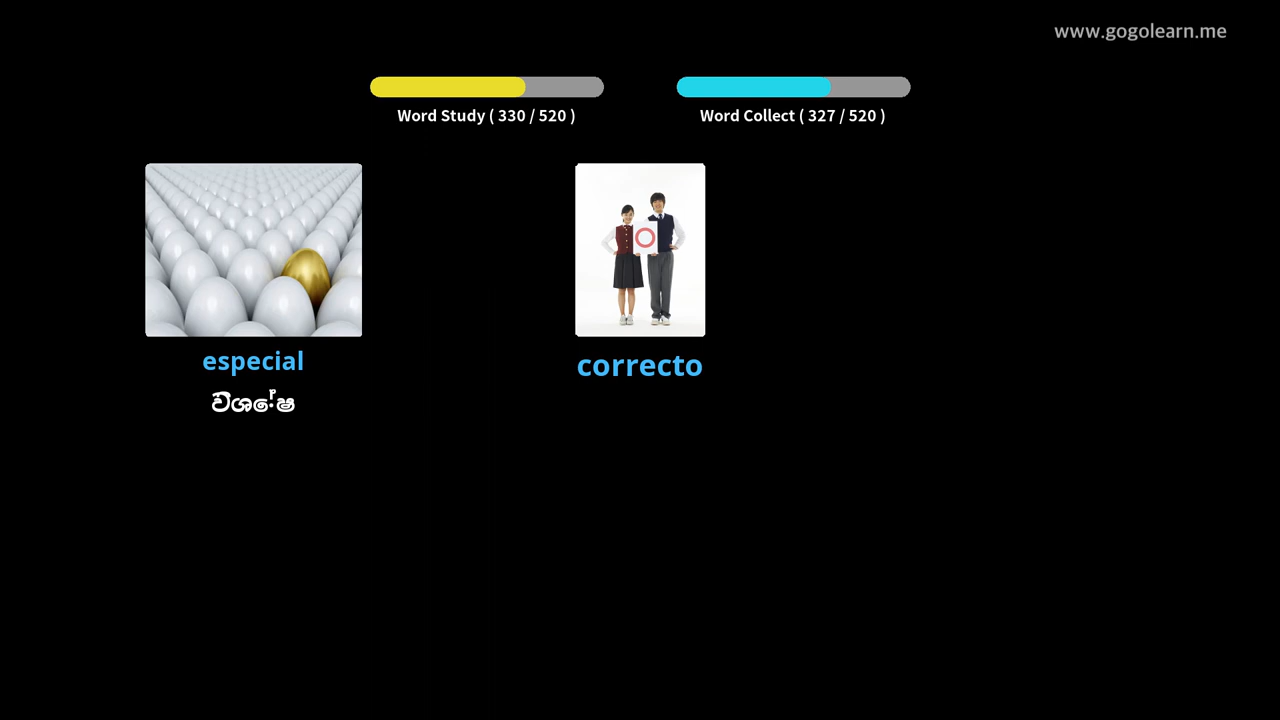 www.gogolearn.me
Word Study ( 330 / 520 )
Word Collect ( 327 / 520 )
especial
correcto
විශේෂ